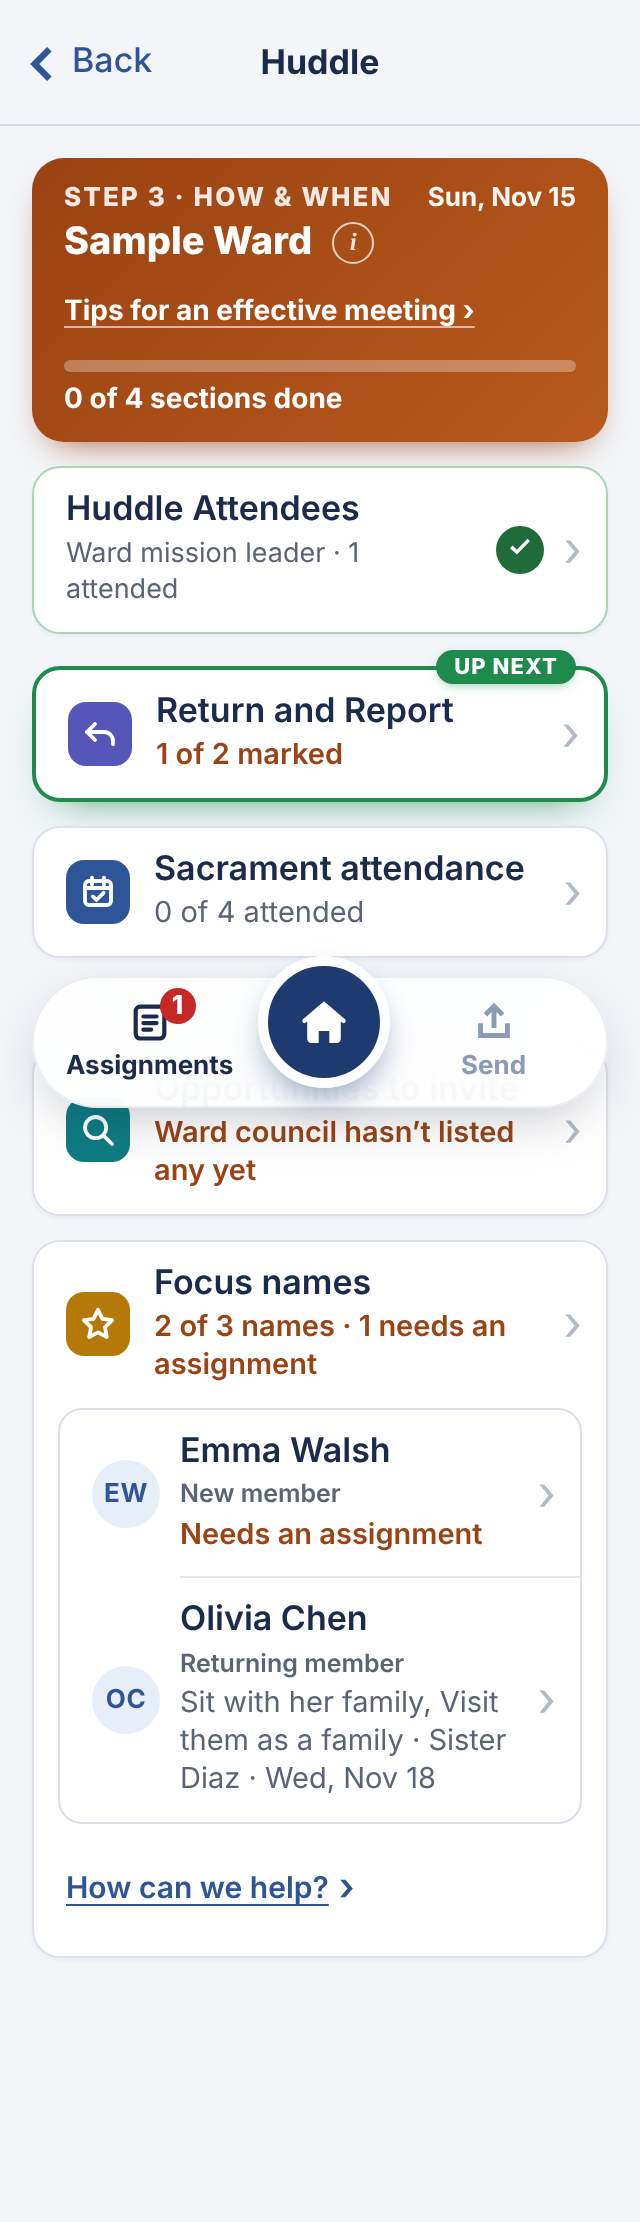 Back
Huddle
STEP 3 · HOW & WHEN
Sun, Nov 15
Sample Ward
i
Tips for an effective meeting ›
0 of 4 sections done
Huddle Attendees
Ward mission leader · 1
attended
UP NEXT
Return and Report
1 of 2 marked
Sacrament attendance
0 of 4 attended
1
Assignments
Send
Opportunities to invite
Ward council hasn’t listed
any yet
Focus names
2 of 3 names · 1 needs an
assignment
EW
Emma Walsh
New member
Needs an assignment
OC
Olivia Chen
Returning member
Sit with her family, Visit
them as a family · Sister
Diaz · Wed, Nov 18
How can we help? ›